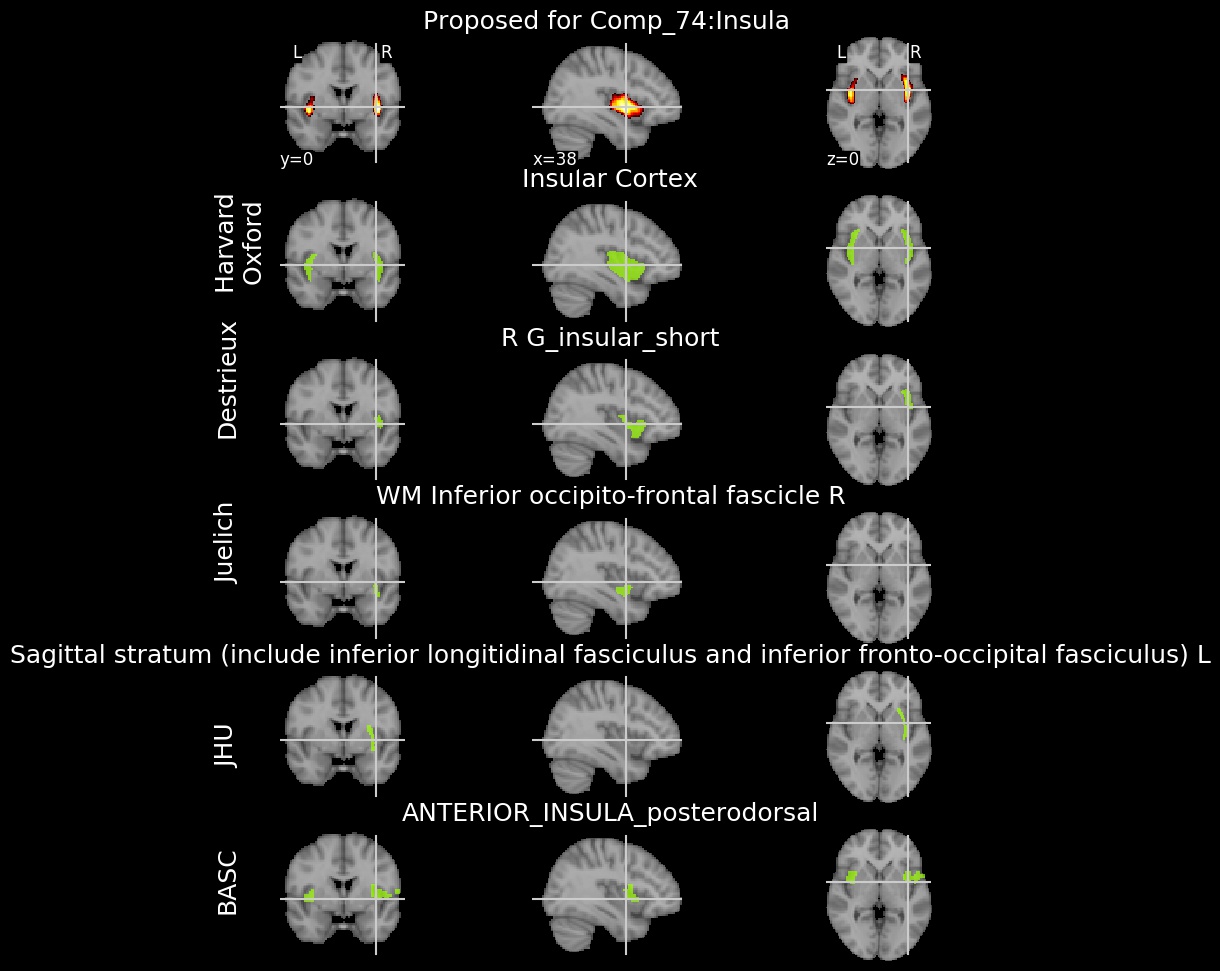 Proposed for Comp_74:Insula
L R L R
y=0 x=38 z=0
Insular Cortex
Harvard
Oxford
R G_insular_short
Destrieux
WM Inferior occipito-frontal fascicle R
Juelich
Sagittal stratum (include inferior longitidinal fasciculus and inferior fronto-occipital fasciculus) L
JHU
ANTERIOR_INSULA_posterodorsal
BASC